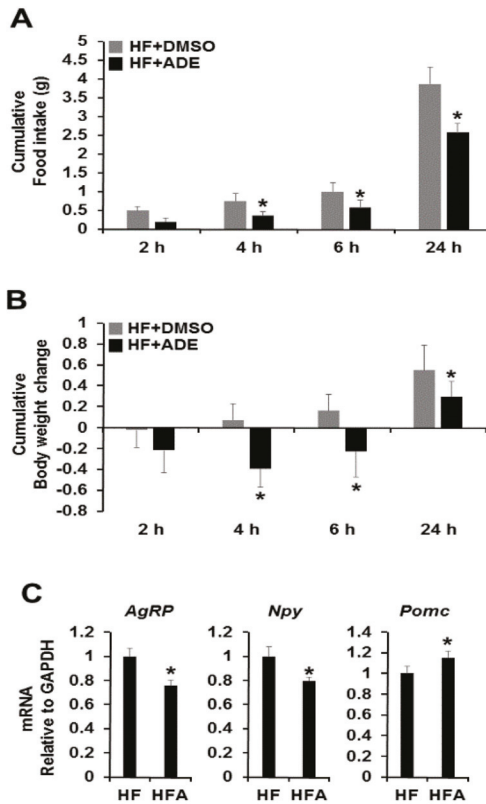 A
HF+DMSO
HF+ADE
Cumulative
Food intake (g)
5
4.5
4
3.5
3
2.5
2
1.5
1
0.5
0
*
*
*
2 h
4 h
6 h
24 h
B
HF+DMSO
HF+ADE
Cumulative
Body weight change
1
0.8
0.6
0.4
0.2
0
-0.2
-0.4
-0.6
-0.8
*
*
*
2 h
4 h
6 h
24 h
C
AgRP
Npy
Pomc
mRNA
Relative to GAPDH
1.2
1
0.8
0.6
0.4
0.2
0
*
HF HFA
1.2
1
0.8
0.6
0.4
0.2
0
*
HF HFA
1.4
1.2
1
0.8
0.6
0.4
0.2
0
*
HF HFA